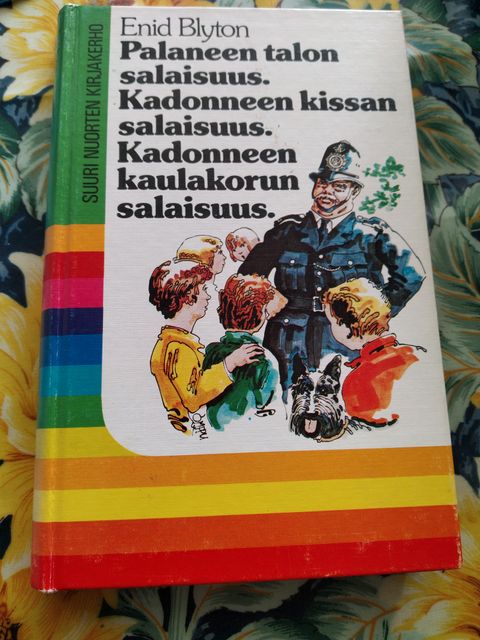 SUURI NUORTEN KIRJAKERHO
Enid Blyton
Palaneen talon
salaisuus.
Kadonneen kissan
salaisuus.
Kadonneen
kaulakorun
salaisuus.